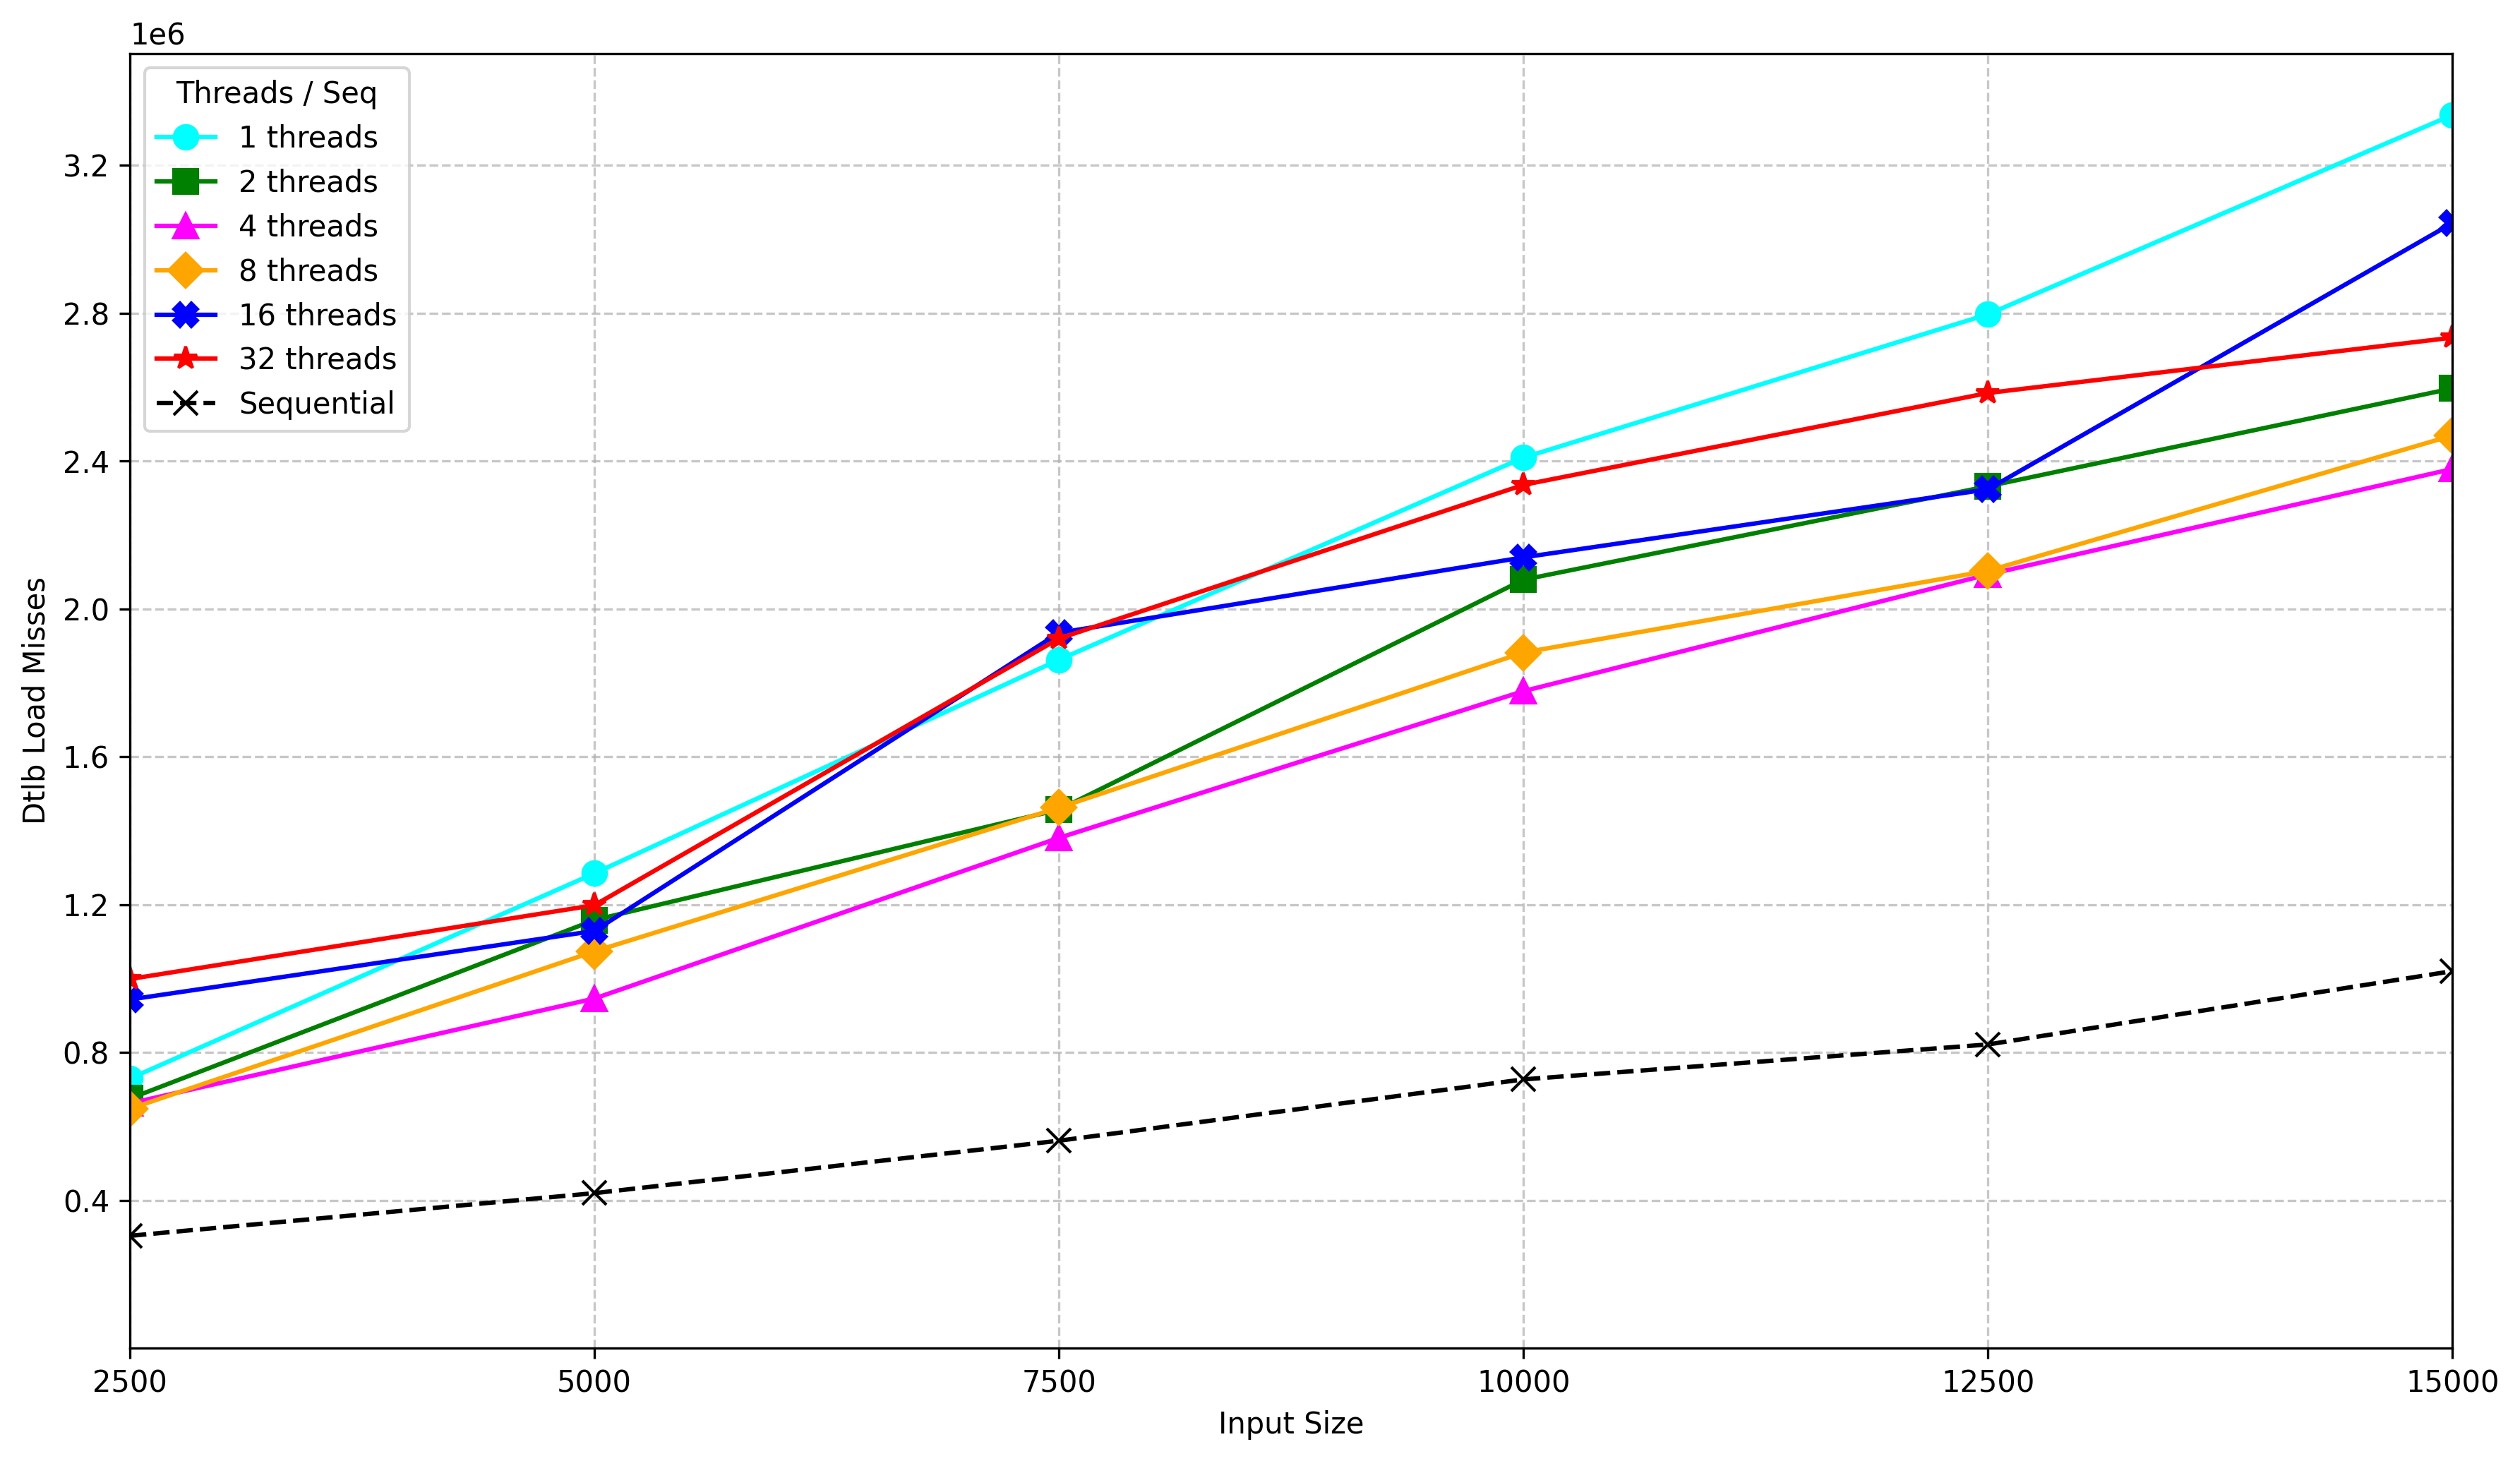 1e6
Threads / Seq
1 threads
2 threads
4 threads
8 threads
16 threads
32 threads
Sequential
3.2
2.8
2.4
2.0
1.6
1.2
0.8
0.4
Dtlb Load Misses
2500 5000 7500 10000 12500 15000
Input Size